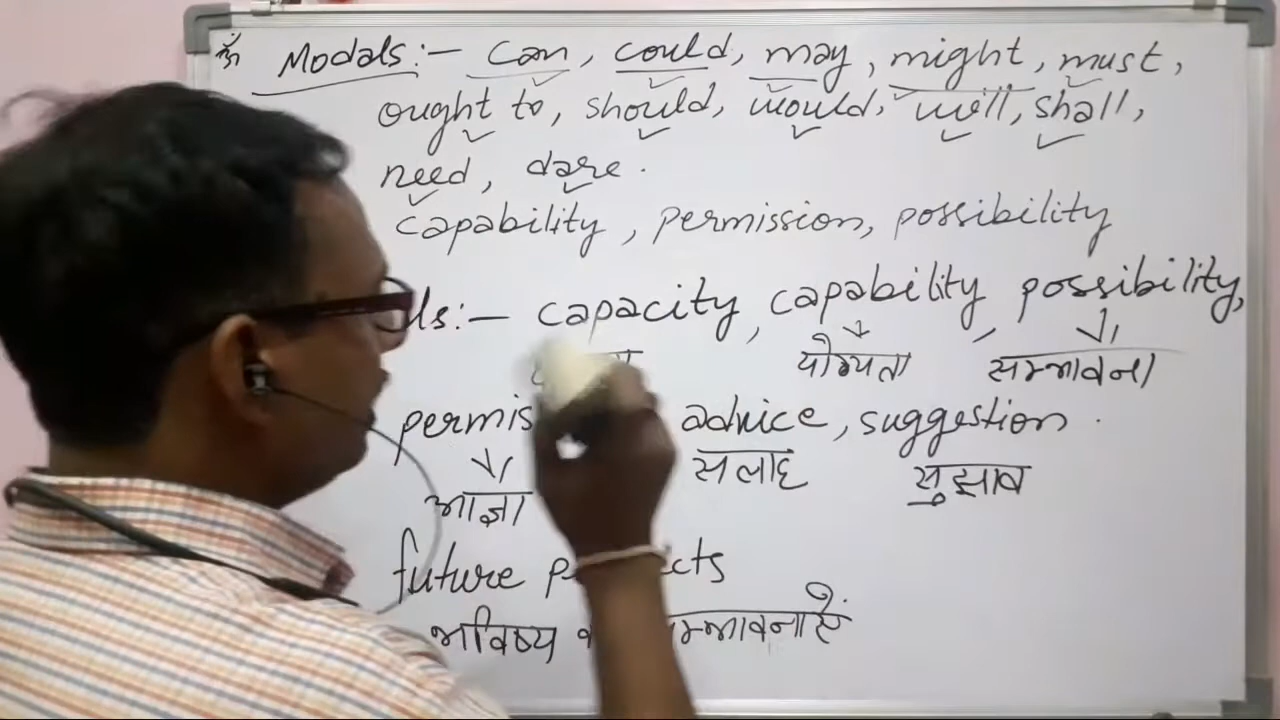 ॐ Modals:- can, could, may, might, must,
ought to, should, would, will, shall,
need, dare.
capability, permission, possibility
ls:- capacity, capability, possibility,
योग्यता सम्भावना
permis advice, suggestion.
आज्ञा सलाह सुझाव
future p cts
भविष्य म्भावनाएं